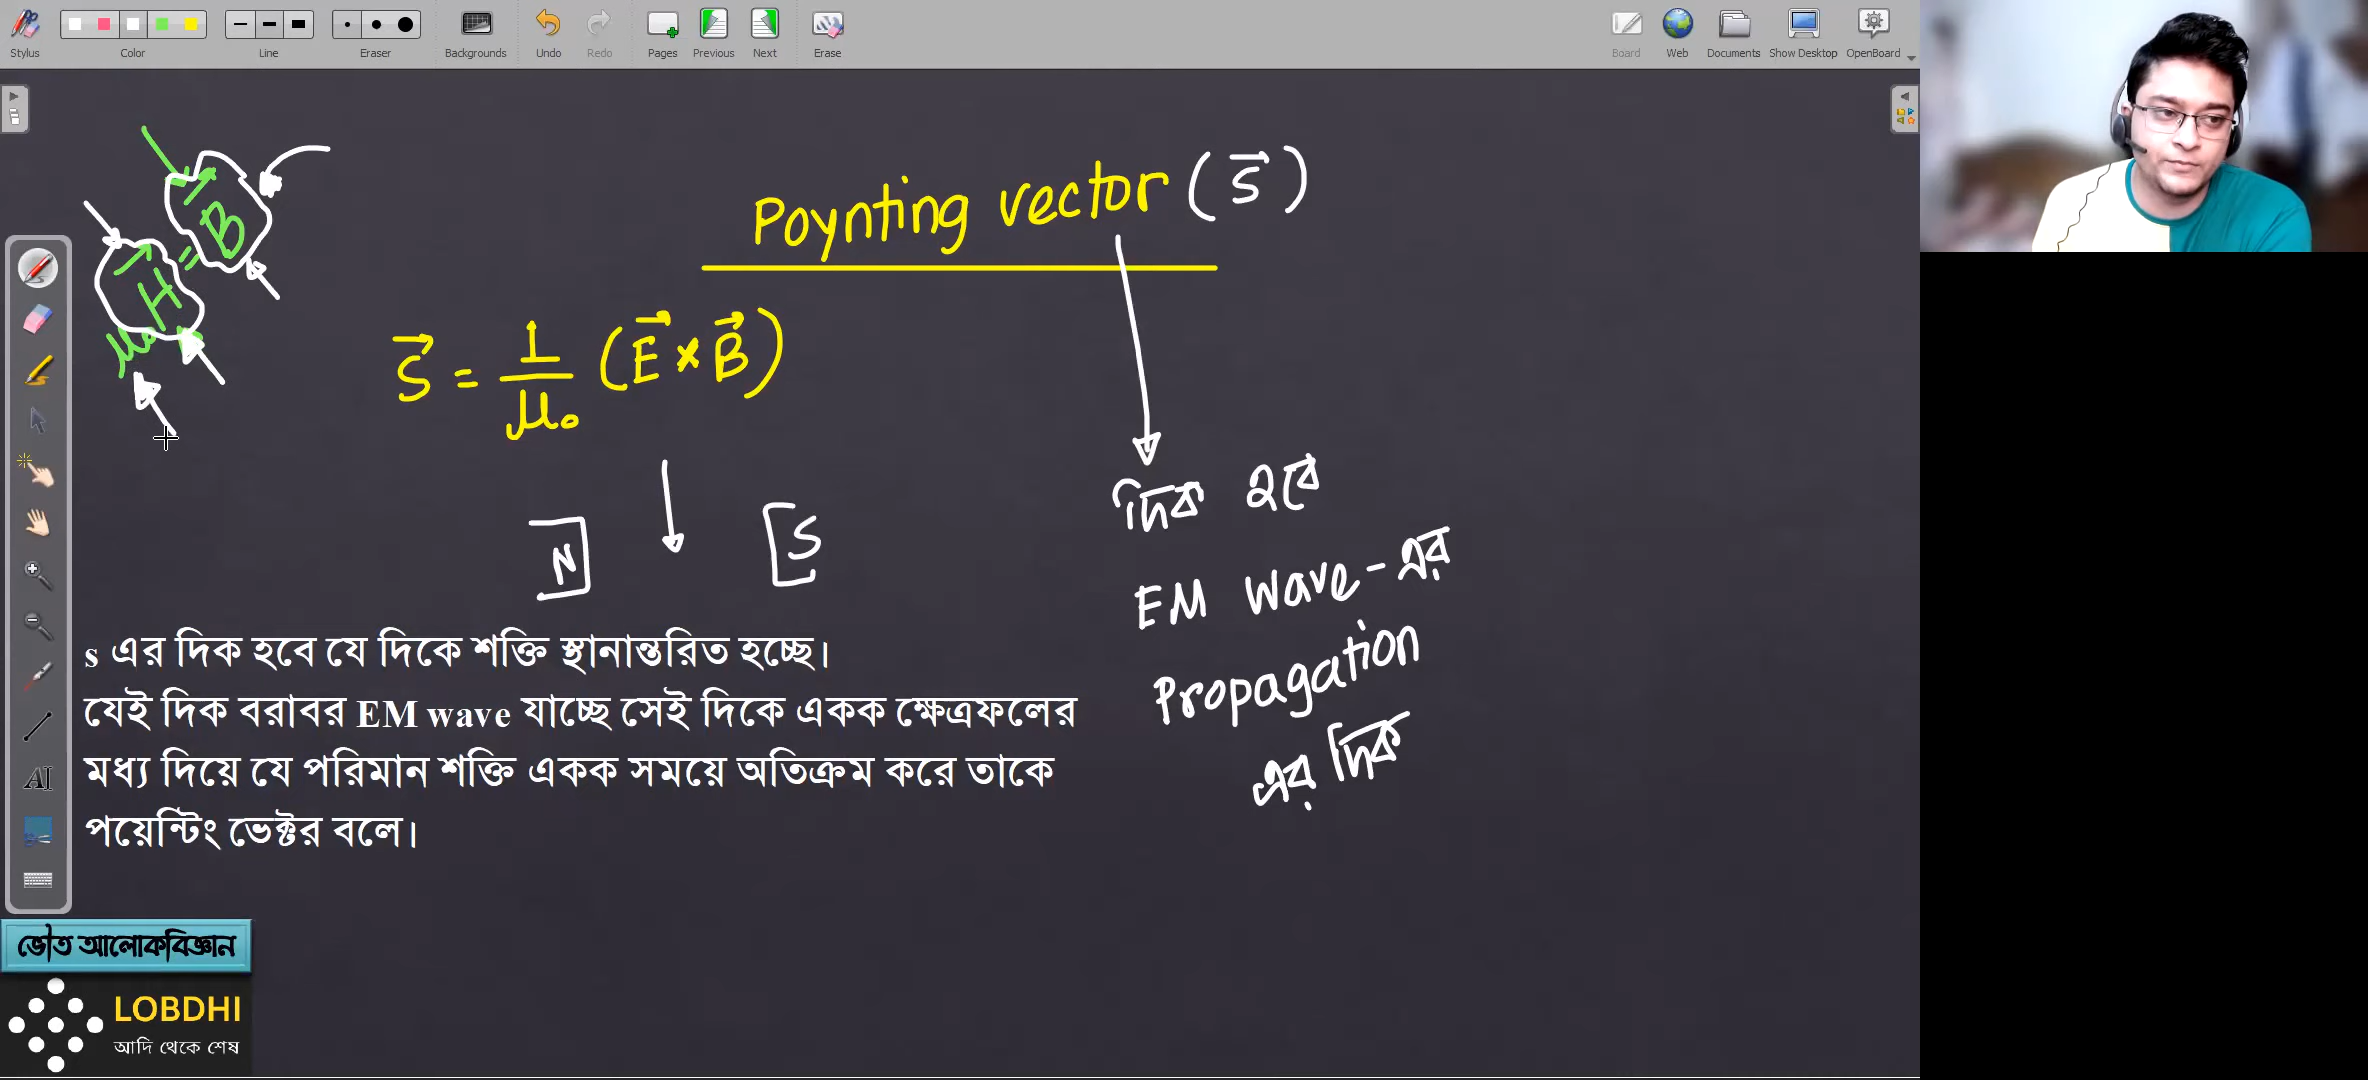 Stylus
Color
Line
Eraser
Backgrounds
Undo
Redo
Pages
Previous
Next
Erase
Board
Web
Documents
Show Desktop
OpenBoard
μ₀ H⃗ = B⃗
Poynting vector (S⃗)
S⃗ = 1/μ₀ (E⃗ × B⃗)
N
S
দিক হবে
EM Wave-এর
Propagation
এর দিক
s এর দিক হবে যে দিকে শক্তি স্থানান্তরিত হচ্ছে।
যেই দিক বরাবর EM wave যাচ্ছে সেই দিকে একক ক্ষেত্রফলের
মধ্য দিয়ে যে পরিমান শক্তি একক সময়ে অতিক্রম করে তাকে
পয়েন্টিং ভেক্টর বলে।
AI
ভৌত আলোকবিজ্ঞান
LOBDHI
আদি থেকে শেষ